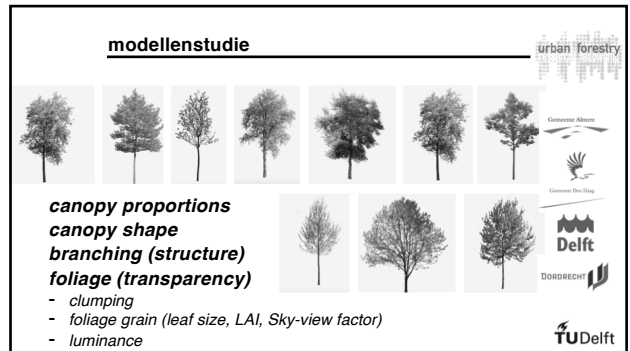 modellenstudie
urban forestry
Gemeente Almere
Gemeente Den Haag
canopy proportions
canopy shape
branching (structure)
foliage (transparency)
- clumping
- foliage grain (leaf size, LAI, Sky-view factor)
- luminance
Delft
DORDRECHT
TUDelft